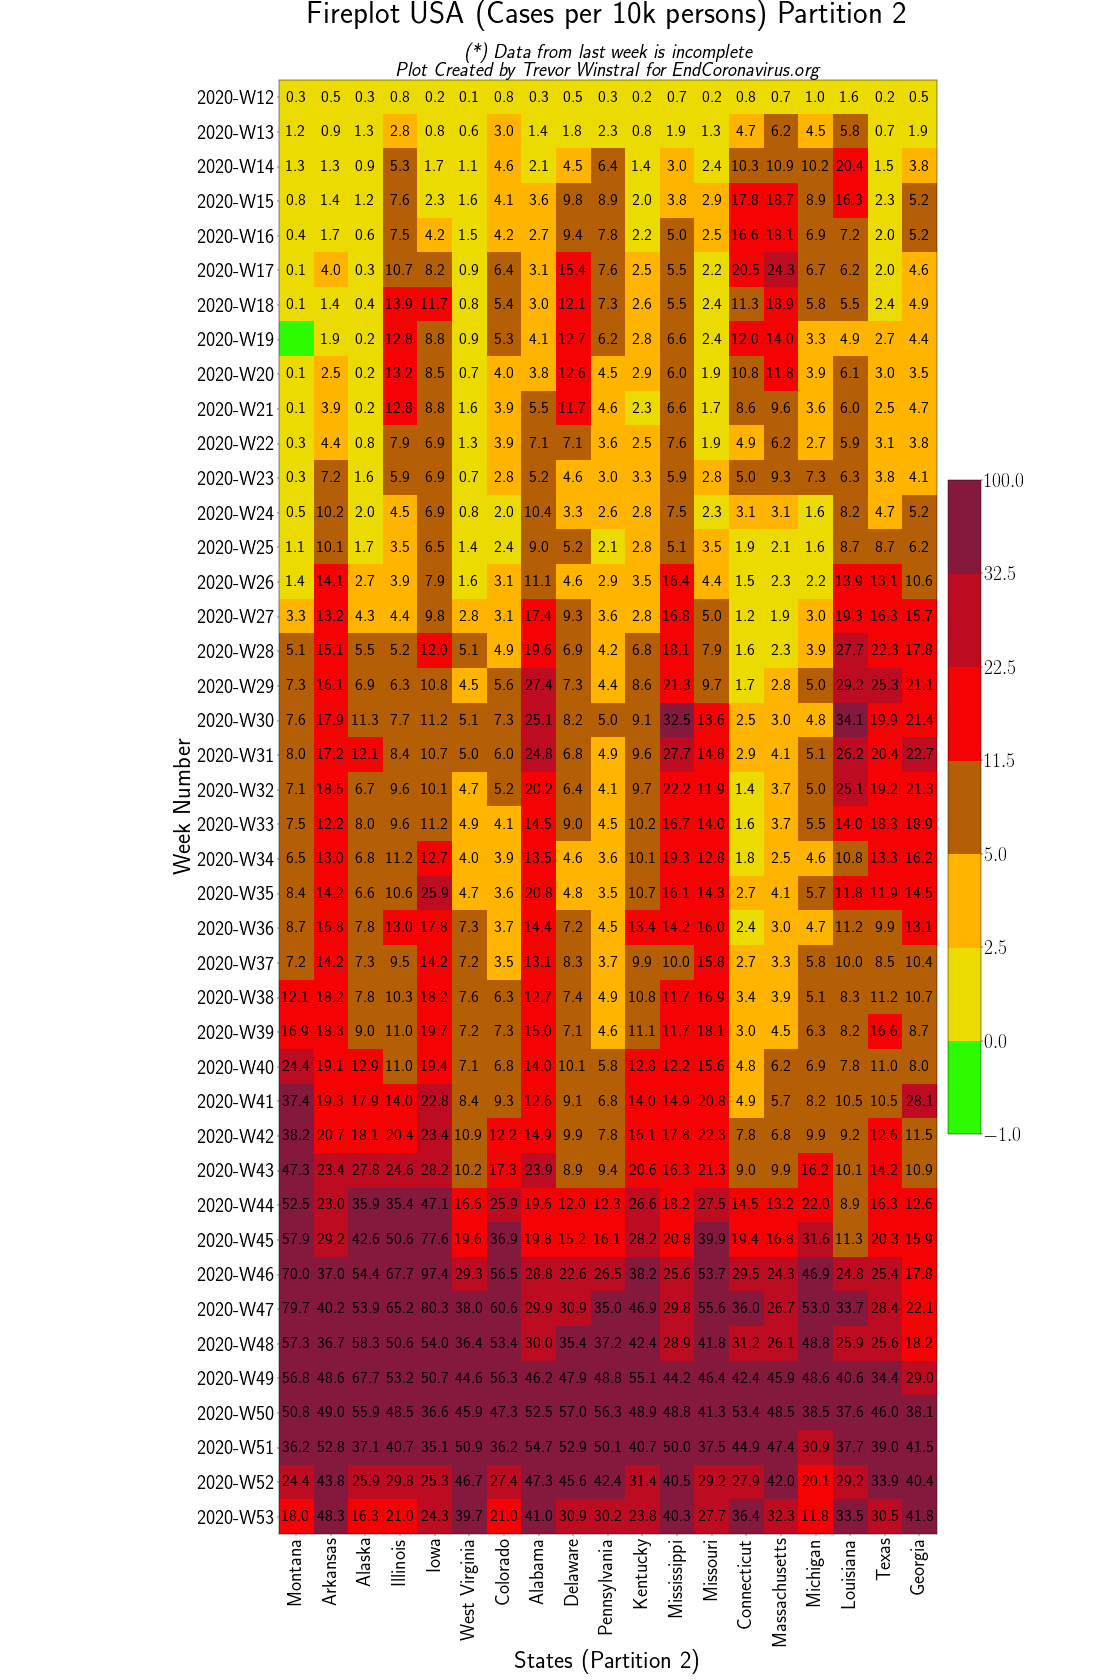 Fireplot USA (Cases per 10k persons) Partition 2
(*) Data from last week is incomplete
Plot Created by Trevor Winstral for EndCoronavirus.org
2020-W12 0.3 0.5 0.3 0.8 0.2 0.1 0.8 0.3 0.5 0.3 0.2 0.7 0.2 0.8 0.7 1.0 1.6 0.2 0.5
2020-W13 1.2 0.9 1.3 2.8 0.8 0.6 3.0 1.4 1.8 2.3 0.8 1.9 1.3 4.7 6.2 4.5 5.8 0.7 1.9
2020-W14 1.3 1.3 0.9 5.3 1.7 1.1 4.6 2.1 4.5 6.4 1.4 3.0 2.4 10.3 10.9 10.2 20.4 1.5 3.8
2020-W15 0.8 1.4 1.2 7.6 2.3 1.6 4.1 3.6 9.8 8.9 2.0 3.8 2.9 17.8 18.7 8.9 16.3 2.3 5.2
2020-W16 0.4 1.7 0.6 7.5 4.2 1.5 4.2 2.7 9.4 7.8 2.2 5.0 2.5 16.6 18.1 6.9 7.2 2.0 5.2
2020-W17 0.1 4.0 0.3 10.7 8.2 0.9 6.4 3.1 15.4 7.6 2.5 5.5 2.2 20.5 24.3 6.7 6.2 2.0 4.6
2020-W18 0.1 1.4 0.4 13.9 11.7 0.8 5.4 3.0 12.1 7.3 2.6 5.5 2.4 11.3 18.9 5.8 5.5 2.4 4.9
2020-W19 1.9 0.2 12.8 8.8 0.9 5.3 4.1 12.7 6.2 2.8 6.6 2.4 12.0 14.0 3.3 4.9 2.7 4.4
2020-W20 0.1 2.5 0.2 13.2 8.5 0.7 4.0 3.8 12.6 4.5 2.9 6.0 1.9 10.8 11.8 3.9 6.1 3.0 3.5
2020-W21 0.1 3.9 0.2 12.8 8.8 1.6 3.9 5.5 11.7 4.6 2.3 6.6 1.7 8.6 9.6 3.6 6.0 2.5 4.7
2020-W22 0.3 4.4 0.8 7.9 6.9 1.3 3.9 7.1 7.1 3.6 2.5 7.6 1.9 4.9 6.2 2.7 5.9 3.1 3.8
2020-W23 0.3 7.2 1.6 5.9 6.9 0.7 2.8 5.2 4.6 3.0 3.3 5.9 2.8 5.0 9.3 7.3 6.3 3.8 4.1
2020-W24 0.5 10.2 2.0 4.5 6.9 0.8 2.0 10.4 3.3 2.6 2.8 7.5 2.3 3.1 3.1 1.6 8.2 4.7 5.2
2020-W25 1.1 10.1 1.7 3.5 6.5 1.4 2.4 9.0 5.2 2.1 2.8 5.1 3.5 1.9 2.1 1.6 8.7 8.7 6.2
2020-W26 1.4 14.1 2.7 3.9 7.9 1.6 3.1 11.1 4.6 2.9 3.5 16.4 4.4 1.5 2.3 2.2 13.9 13.1 10.6
2020-W27 3.3 13.2 4.3 4.4 9.8 2.8 3.1 17.4 9.3 3.6 2.8 16.8 5.0 1.2 1.9 3.0 19.3 16.3 15.7
2020-W28 5.1 15.1 5.5 5.2 12.0 5.1 4.9 19.6 6.9 4.2 6.8 18.1 7.9 1.6 2.3 3.9 27.7 22.3 17.8
2020-W29 7.3 16.1 6.9 6.3 10.8 4.5 5.6 27.4 7.3 4.4 8.6 21.3 9.7 1.7 2.8 5.0 29.2 25.3 21.1
2020-W30 7.6 17.9 11.3 7.7 11.2 5.1 7.3 25.1 8.2 5.0 9.1 32.5 13.6 2.5 3.0 4.8 34.1 19.9 21.4
2020-W31 8.0 17.2 12.1 8.4 10.7 5.0 6.0 24.8 6.8 4.9 9.6 27.7 14.8 2.9 4.1 5.1 26.2 20.4 22.7
2020-W32 7.1 18.5 6.7 9.6 10.1 4.7 5.2 20.2 6.4 4.1 9.7 22.2 11.9 1.4 3.7 5.0 25.1 19.2 21.3
2020-W33 7.5 12.2 8.0 9.6 11.2 4.9 4.1 14.5 9.0 4.5 10.2 16.7 14.0 1.6 3.7 5.5 14.0 18.3 18.9
2020-W34 6.5 13.0 6.8 11.2 12.7 4.0 3.9 13.5 4.6 3.6 10.1 19.3 12.8 1.8 2.5 4.6 10.8 13.3 16.2
2020-W35 8.4 14.2 6.6 10.6 25.9 4.7 3.6 20.8 4.8 3.5 10.7 16.1 14.3 2.7 4.1 5.7 11.8 11.9 14.5
2020-W36 8.7 16.8 7.8 13.0 17.8 7.3 3.7 14.4 7.2 4.5 13.4 14.2 16.0 2.4 3.0 4.7 11.2 9.9 13.1
2020-W37 7.2 14.2 7.3 9.5 14.2 7.2 3.5 13.1 8.3 3.7 9.9 10.0 15.8 2.7 3.3 5.8 10.0 8.5 10.4
2020-W38 12.1 18.2 7.8 10.3 18.2 7.6 6.3 12.7 7.4 4.9 10.8 11.7 16.9 3.4 3.9 5.1 8.3 11.2 10.7
2020-W39 16.9 18.3 9.0 11.0 19.7 7.2 7.3 15.0 7.1 4.6 11.1 11.7 18.1 3.0 4.5 6.3 8.2 16.6 8.7
2020-W40 24.4 19.1 12.9 11.0 19.4 7.1 6.8 14.0 10.1 5.8 12.8 12.2 15.6 4.8 6.2 6.9 7.8 11.0 8.0
2020-W41 37.4 19.3 17.9 14.0 22.8 8.4 9.3 12.6 9.1 6.8 14.0 14.9 20.8 4.9 5.7 8.2 10.5 10.5 28.1
2020-W42 38.2 20.7 18.1 20.4 23.4 10.9 12.2 14.9 9.9 7.8 16.1 17.8 22.3 7.8 6.8 9.9 9.2 12.6 11.5
2020-W43 47.3 23.4 27.8 24.6 28.2 10.2 17.3 23.9 8.9 9.4 20.6 16.3 21.3 9.0 9.9 16.2 10.1 14.2 10.9
2020-W44 52.5 23.0 35.9 35.4 47.1 16.6 25.9 19.6 12.0 12.3 26.6 18.2 27.5 14.5 13.2 22.0 8.9 16.3 12.6
2020-W45 57.9 29.2 42.6 50.6 77.6 19.6 36.9 19.8 15.2 16.1 28.2 20.8 39.9 19.4 16.8 31.6 11.3 20.3 15.9
2020-W46 70.0 37.0 54.4 67.7 97.4 29.3 56.5 28.8 22.6 26.5 38.2 25.6 53.7 29.5 24.3 46.9 24.8 25.4 17.8
2020-W47 79.7 40.2 53.9 65.2 80.3 38.0 60.6 29.9 30.9 35.0 46.9 29.8 55.6 36.0 26.7 53.0 33.7 28.4 22.1
2020-W48 57.3 36.7 58.3 50.6 54.0 36.4 53.4 30.0 35.4 37.2 42.4 28.9 41.8 31.2 26.1 48.8 25.9 25.6 18.2
2020-W49 56.8 48.6 67.7 53.2 50.7 44.6 56.3 46.2 47.9 48.8 55.1 44.2 46.4 42.4 45.9 48.6 40.6 34.4 29.0
2020-W50 50.8 49.0 55.9 48.5 36.6 45.9 47.3 52.5 57.0 56.3 48.9 48.8 41.3 53.4 48.5 38.5 37.6 46.0 38.1
2020-W51 36.2 52.8 37.1 40.7 35.1 50.9 36.2 54.7 52.9 50.1 40.7 50.0 37.5 44.9 47.4 30.9 37.7 39.0 41.5
2020-W52 24.4 43.8 25.9 29.8 25.3 46.7 27.4 47.3 45.6 42.4 31.4 40.5 29.2 27.9 42.0 20.1 29.2 33.9 40.4
2020-W53 18.0 48.3 16.3 21.0 24.3 39.7 21.0 41.0 30.9 30.2 23.8 40.3 27.7 36.4 32.3 11.8 33.5 30.5 41.8
Week Number
Montana Arkansas Alaska Illinois Iowa West Virginia Colorado Alabama Delaware Pennsylvania Kentucky Mississippi Missouri Connecticut Massachusetts Michigan Louisiana Texas Georgia
States (Partition 2)
100.0
32.5
22.5
11.5
5.0
2.5
0.0
−1.0